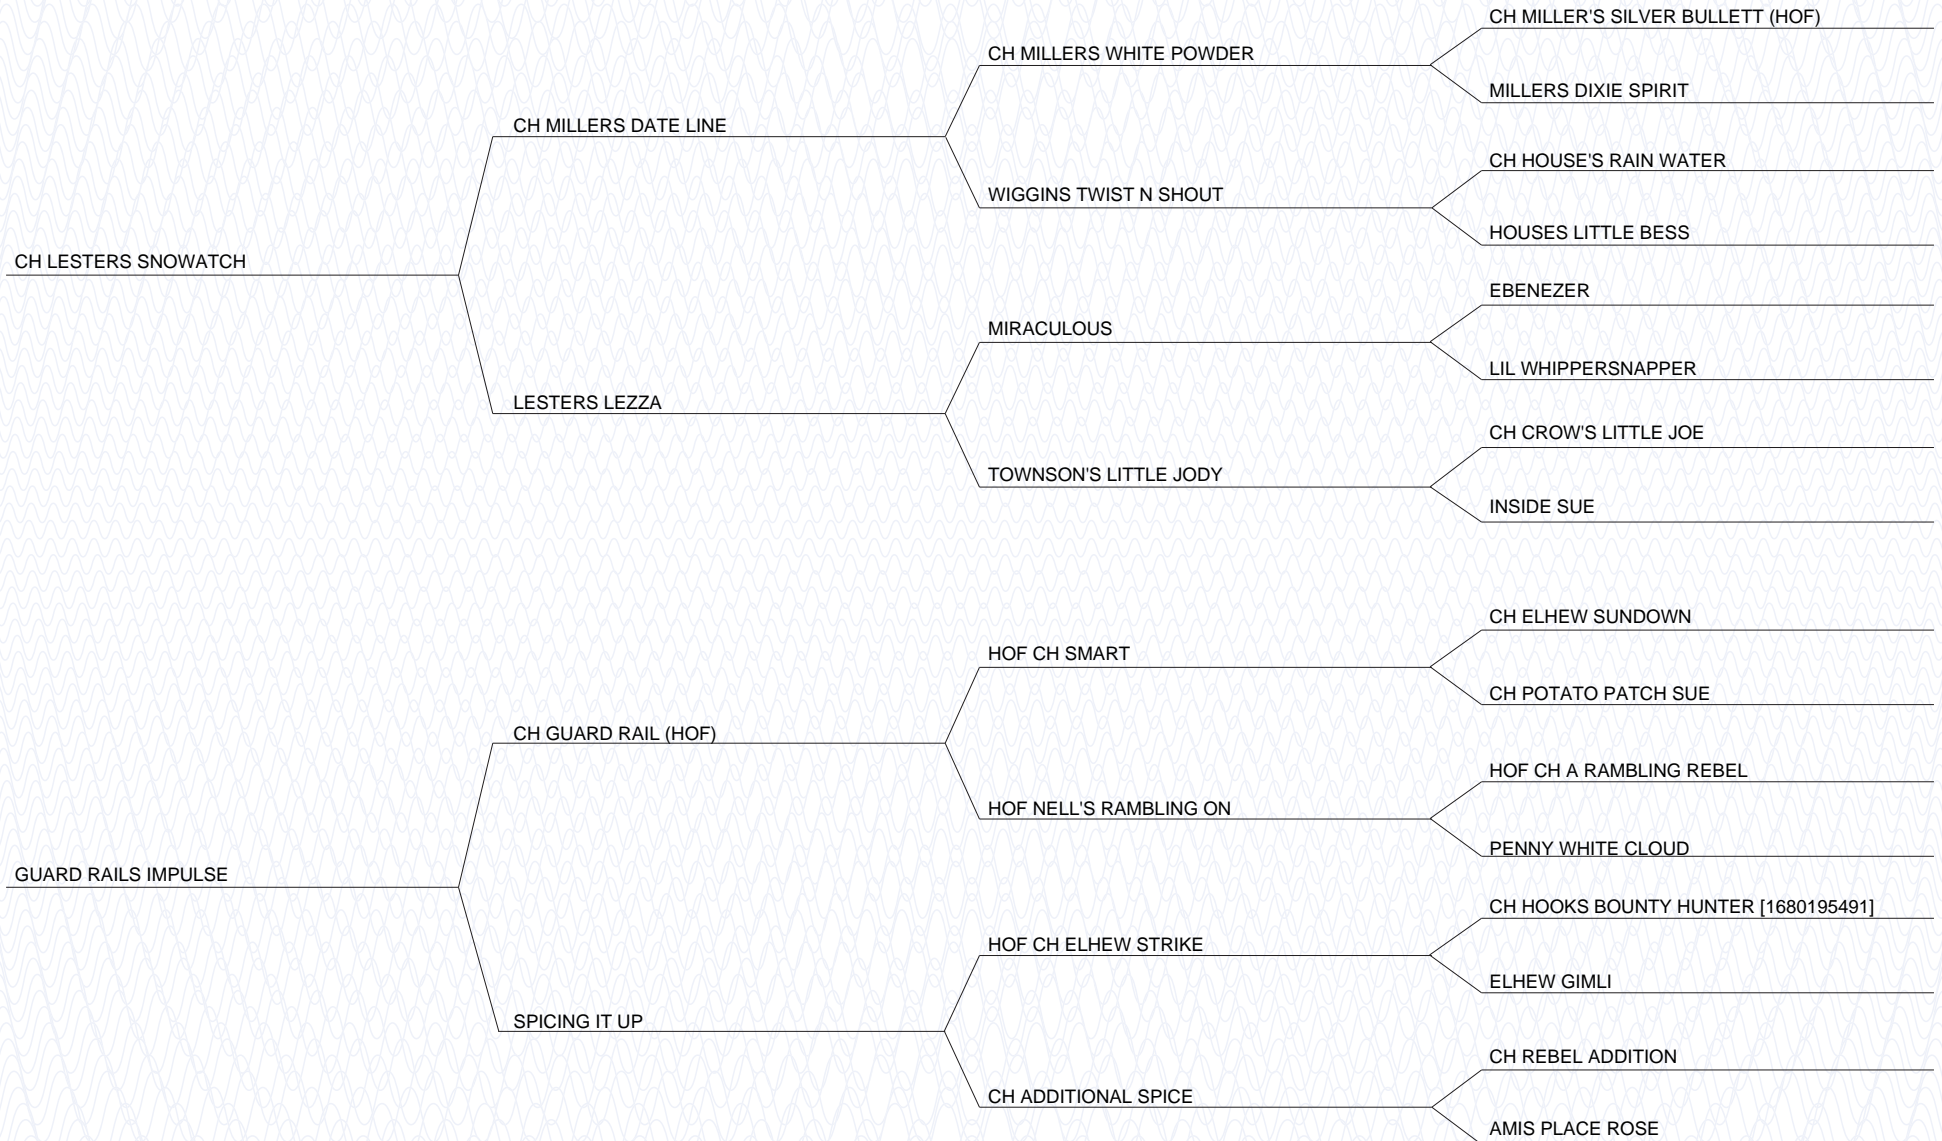 CH MILLER'S SILVER BULLETT (HOF)
CH MILLERS WHITE POWDER
MILLERS DIXIE SPIRIT
CH MILLERS DATE LINE
CH HOUSE'S RAIN WATER
WIGGINS TWIST N SHOUT
HOUSES LITTLE BESS
CH LESTERS SNOWATCH
EBENEZER
MIRACULOUS
LIL WHIPPERSNAPPER
LESTERS LEZZA
CH CROW'S LITTLE JOE
TOWNSON'S LITTLE JODY
INSIDE SUE
CH ELHEW SUNDOWN
HOF CH SMART
CH POTATO PATCH SUE
CH GUARD RAIL (HOF)
HOF CH A RAMBLING REBEL
HOF NELL'S RAMBLING ON
PENNY WHITE CLOUD
GUARD RAILS IMPULSE
CH HOOKS BOUNTY HUNTER [1680195491]
HOF CH ELHEW STRIKE
ELHEW GIMLI
SPICING IT UP
CH REBEL ADDITION
CH ADDITIONAL SPICE
AMIS PLACE ROSE